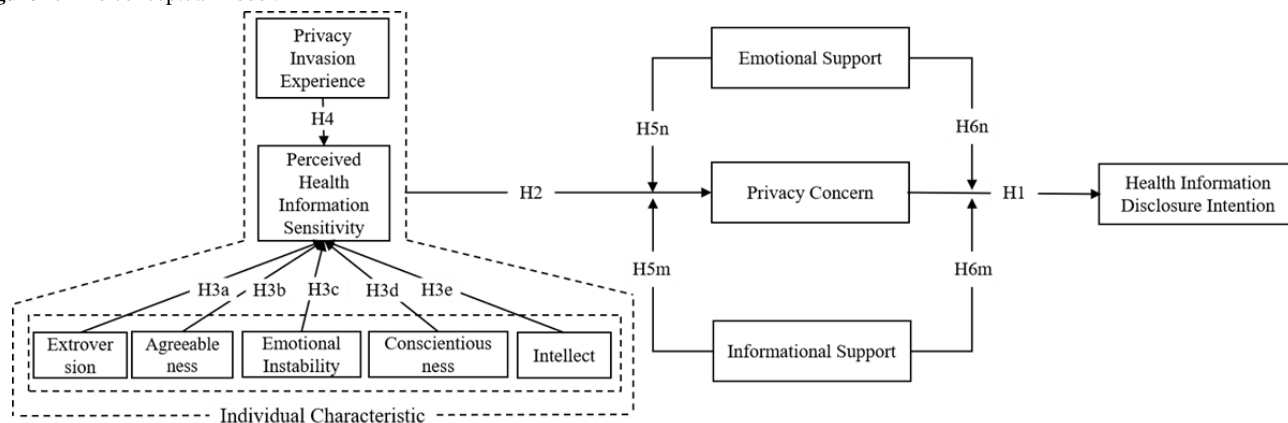 Privacy
Invasion
Experience
H4
Perceived
Health
Information
Sensitivity
H3a
H3b
H3c
H3d
H3e
Extrover
sion
Agreeable
ness
Emotional
Instability
Conscientious
ness
Intellect
Individual Characteristic
H2
Emotional Support
H5n
H6n
Privacy Concern
H1
Health Information
Disclosure Intention
H5m
H6m
Informational Support